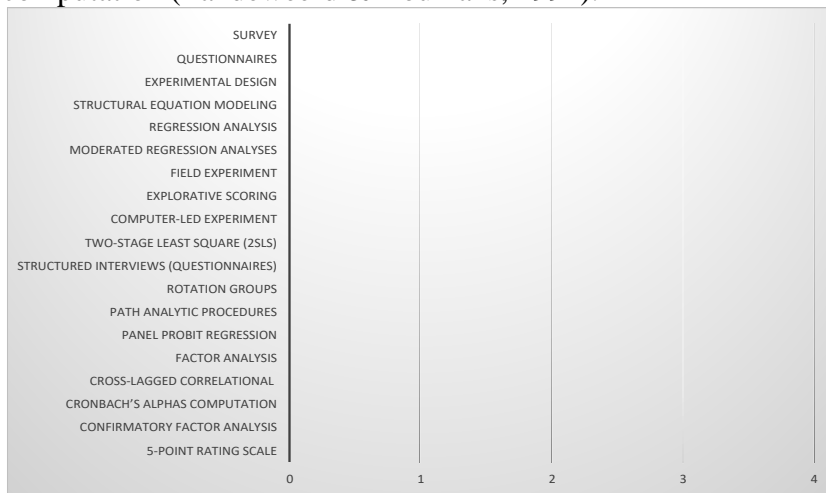 SURVEY
QUESTIONNAIRES
EXPERIMENTAL DESIGN
STRUCTURAL EQUATION MODELING
REGRESSION ANALYSIS
MODERATED REGRESSION ANALYSES
FIELD EXPERIMENT
EXPLORATIVE SCORING
COMPUTER-LED EXPERIMENT
TWO-STAGE LEAST SQUARE (2SLS)
STRUCTURED INTERVIEWS (QUESTIONNAIRES)
ROTATION GROUPS
PATH ANALYTIC PROCEDURES
PANEL PROBIT REGRESSION
FACTOR ANALYSIS
CROSS-LAGGED CORRELATIONAL
CRONBACH'S ALPHAS COMPUTATION
CONFIRMATORY FACTOR ANALYSIS
5-POINT RATING SCALE
0 1 2 3 4